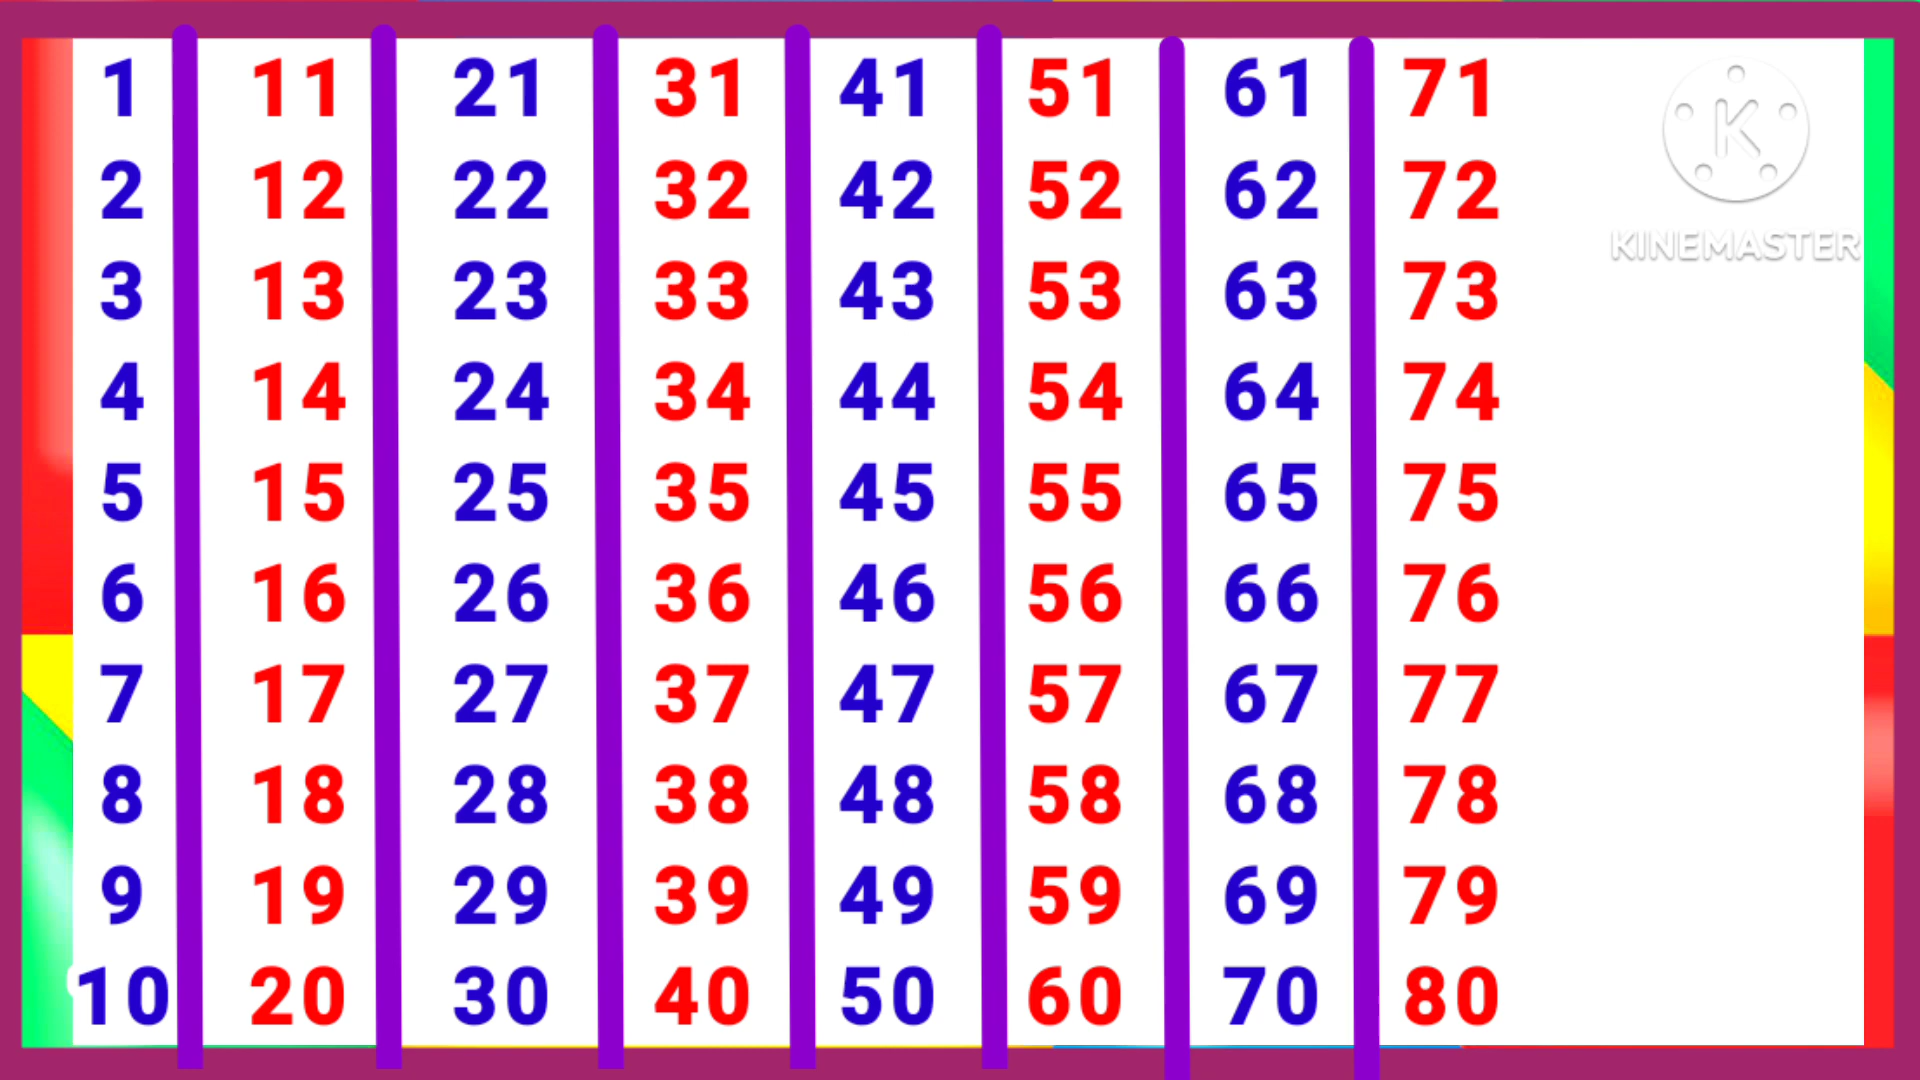 1 11 21 31 41 51 61 71
2 12 22 32 42 52 62 72
3 13 23 33 43 53 63 73
4 14 24 34 44 54 64 74
5 15 25 35 45 55 65 75
6 16 26 36 46 56 66 76
7 17 27 37 47 57 67 77
8 18 28 38 48 58 68 78
9 19 29 39 49 59 69 79
10 20 30 40 50 60 70 80
K
KINEMASTER